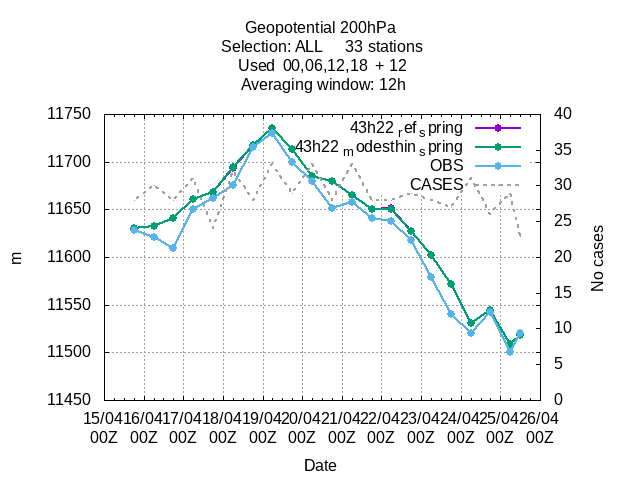 Geopotential 200hPa
Selection: ALL 33 stations
Used 00,06,12,18 + 12
Averaging window: 12h
11750
11700
11650
11600
11550
11500
11450
40
35
30
25
20
15
10
5
0
43h22 ref spring
43h22 modesthin spring
OBS
CASES
m
No cases
15/04 16/04 17/04 18/04 19/04 20/04 21/04 22/04 23/04 24/04 25/04 26/04
00Z 00Z 00Z 00Z 00Z 00Z 00Z 00Z 00Z 00Z 00Z 00Z
Date